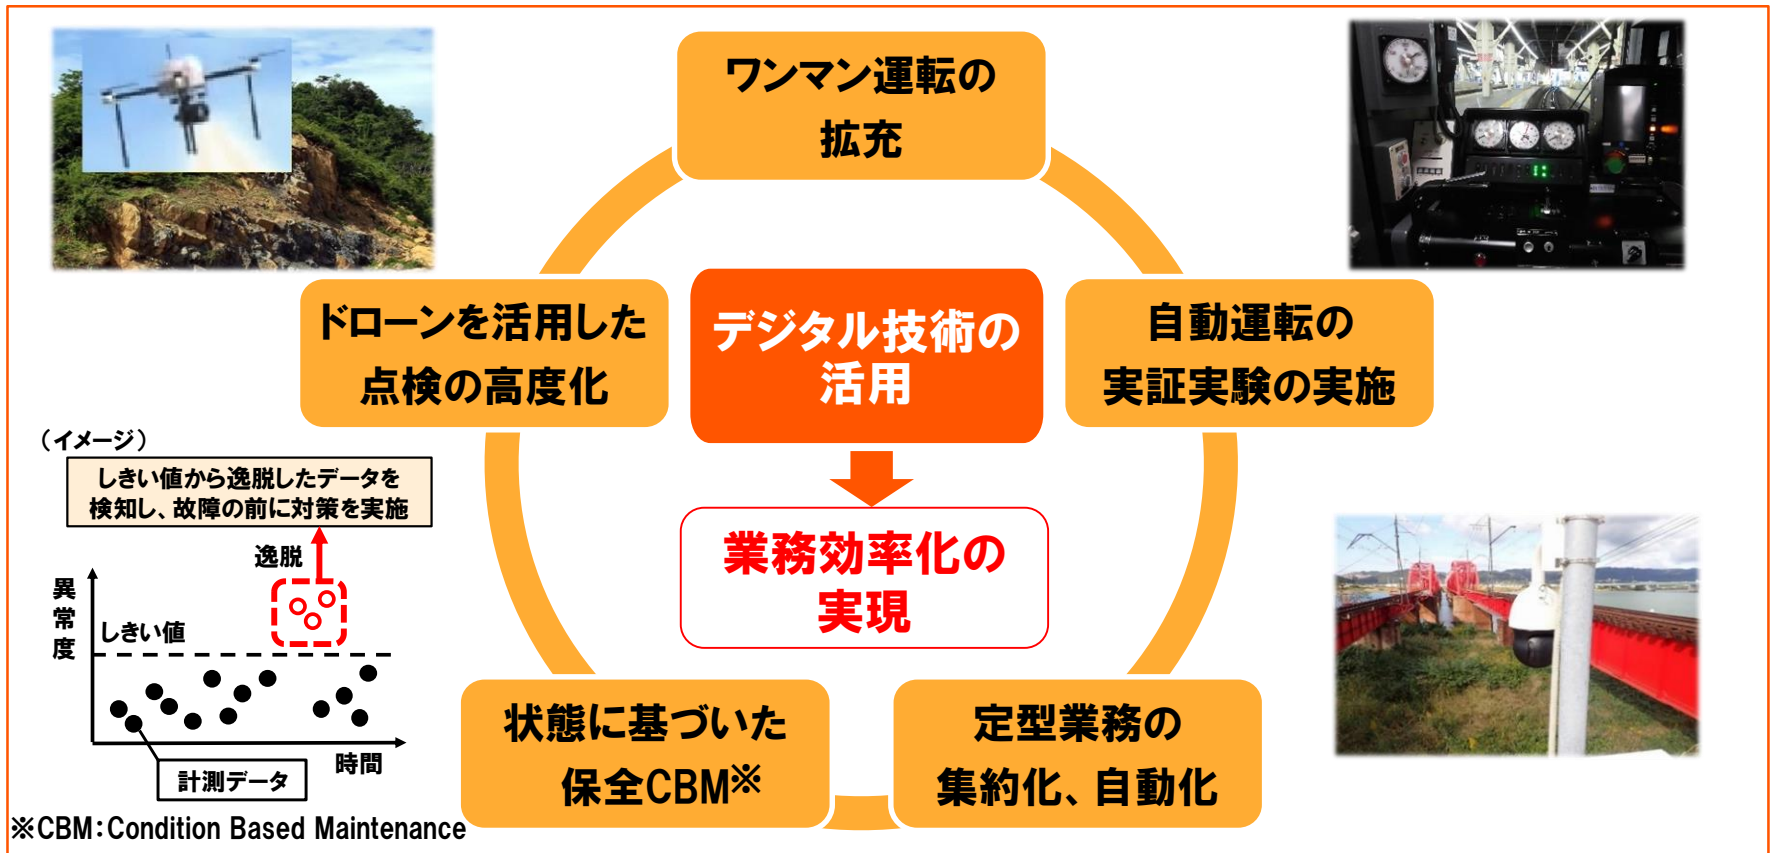 ワンマン運転の
拡充
ドローンを活用した
点検の高度化
デジタル技術の
活用
自動運転の
実証実験の実施
業務効率化の
実現
（イメージ）
しきい値から逸脱したデータを
検知し、故障の前に対策を実施
逸脱
異常度
しきい値
時間
計測データ
状態に基づいた
保全CBM※
定型業務の
集約化、自動化
※CBM：Condition Based Maintenance